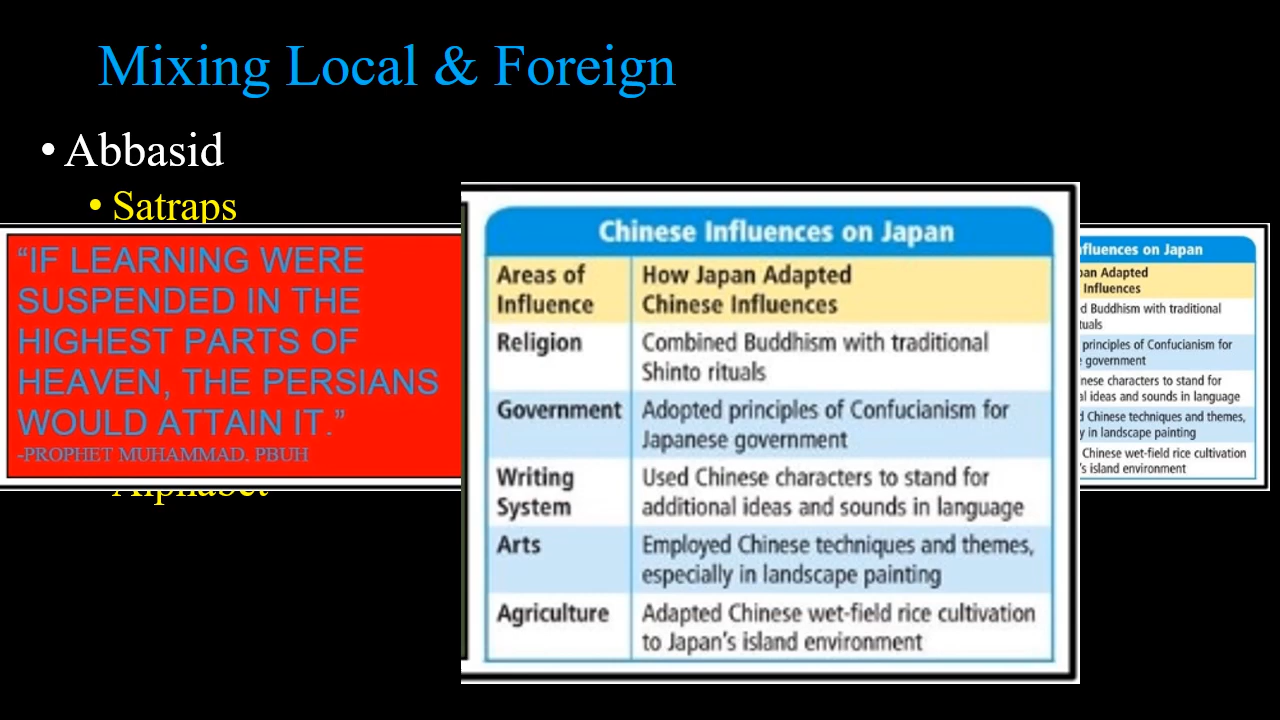 Mixing Local & Foreign
• Abbasid
• Satraps
“IF LEARNING WERE
SUSPENDED IN THE
HIGHEST PARTS OF
HEAVEN, THE PERSIANS
WOULD ATTAIN IT.”
-PROPHET MUHAMMAD, PBUH
Alphabet
Chinese Influences on Japan
Areas of Influence How Japan Adapted Chinese Influences
Religion Combined Buddhism with traditional
Shinto rituals
Government Adopted principles of Confucianism for
Japanese government
Writing Used Chinese characters to stand for
System additional ideas and sounds in language
Arts Employed Chinese techniques and themes,
especially in landscape painting
Agriculture Adapted Chinese wet-field rice cultivation
to Japan’s island environment
fluences on Japan
pan Adapted
Influences
d Buddhism with traditional
tuals
principles of Confucianism for
e government
nese characters to stand for
al ideas and sounds in language
d Chinese techniques and themes,
y in landscape painting
Chinese wet-field rice cultivation
’s island environment